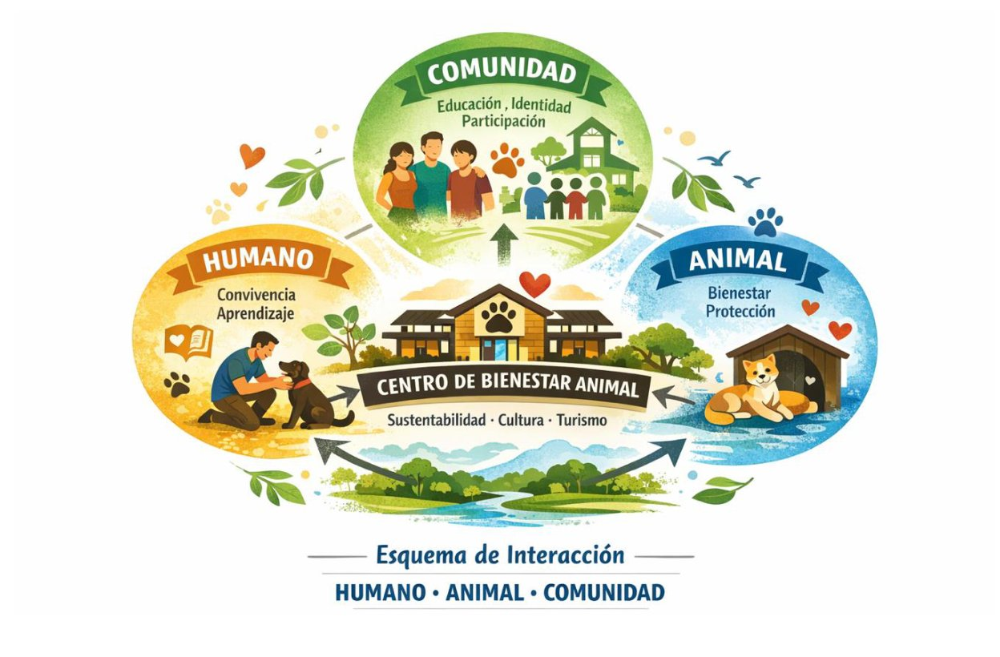 COMUNIDAD
Educación , Identidad
Participación
HUMANO
Convivencia
Aprendizaje
ANIMAL
Bienestar
Protección
CENTRO DE BIENESTAR ANIMAL
Sustentabilidad · Cultura · Turismo
Esquema de Interacción
HUMANO · ANIMAL · COMUNIDAD